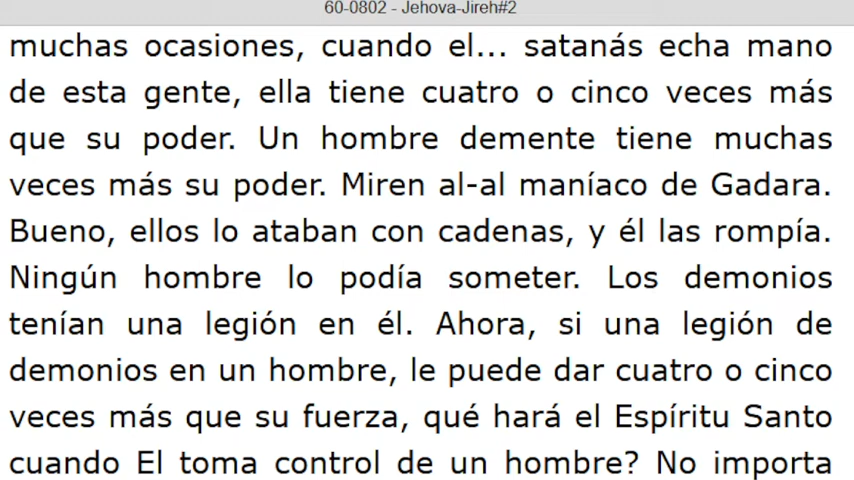 60-0802 - Jehova-Jireh#2
muchas ocasiones, cuando el... satanás echa mano
de esta gente, ella tiene cuatro o cinco veces más
que su poder. Un hombre demente tiene muchas
veces más su poder. Miren al-al maníaco de Gadara.
Bueno, ellos lo ataban con cadenas, y él las rompía.
Ningún hombre lo podía someter. Los demonios
tenían una legión en él. Ahora, si una legión de
demonios en un hombre, le puede dar cuatro o cinco
veces más que su fuerza, qué hará el Espíritu Santo
cuando El toma control de un hombre? No importa